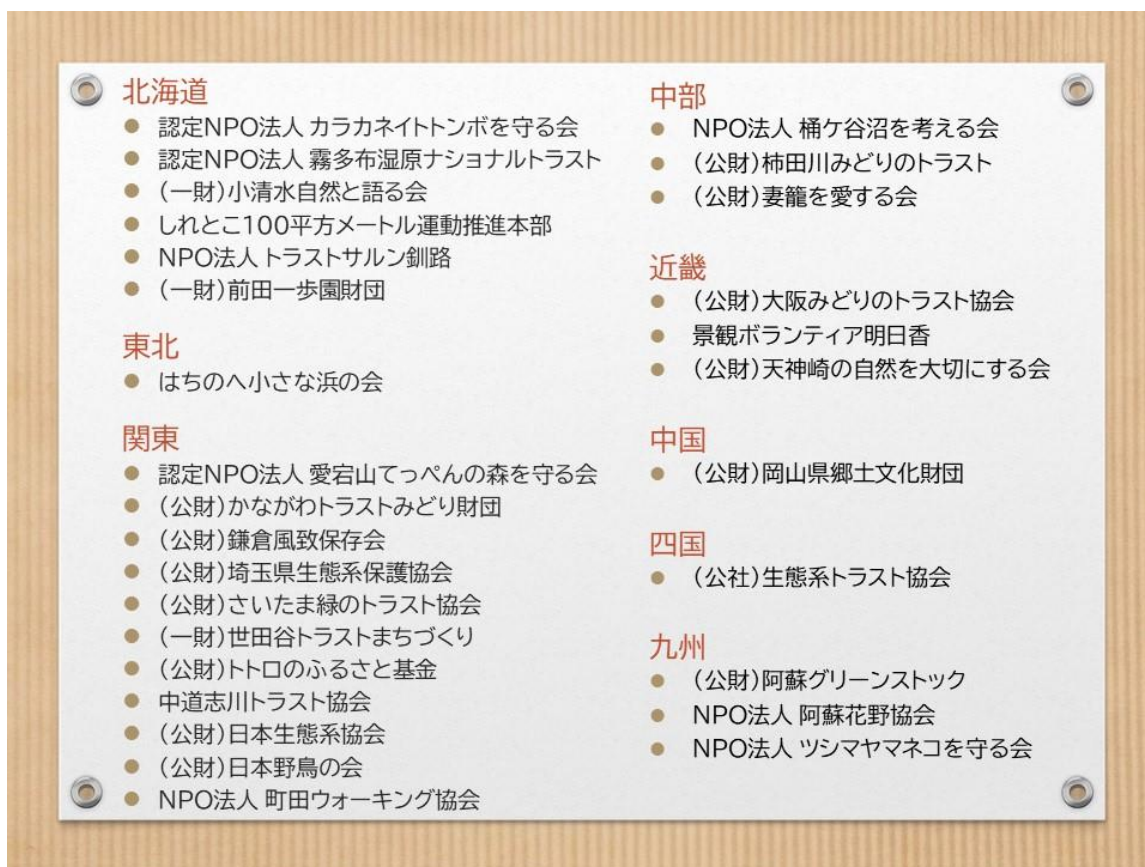 北海道
● 認定NPO法人 カラカネイトトンボを守る会
● 認定NPO法人 霧多布湿原ナショナルトラスト
● (一財)小清水自然と語る会
● しれとこ100平方メートル運動推進本部
● NPO法人 トラストサルン釧路
● (一財)前田一歩園財団
東北
● はちのへ小さな浜の会
関東
● 認定NPO法人 愛宕山てっぺんの森を守る会
● (公財)かながわトラストみどり財団
● (公財)鎌倉風致保存会
● (公財)埼玉県生態系保護協会
● (公財)さいたま緑のトラスト協会
● (一財)世田谷トラストまちづくり
● (公財)トトロのふるさと基金
● 中道志川トラスト協会
● (公財)日本生態系協会
● (公財)日本野鳥の会
● NPO法人 町田ウォーキング協会
中部
● NPO法人 桶ケ谷沼を考える会
● (公財)柿田川みどりのトラスト
● (公財)妻籠を愛する会
近畿
● (公財)大阪みどりのトラスト協会
● 景観ボランティア明日香
● (公財)天神崎の自然を大切にする会
中国
● (公財)岡山県郷土文化財団
四国
● (公社)生態系トラスト協会
九州
● (公財)阿蘇グリーンストック
● NPO法人 阿蘇花野協会
● NPO法人 ツシマヤマネコを守る会